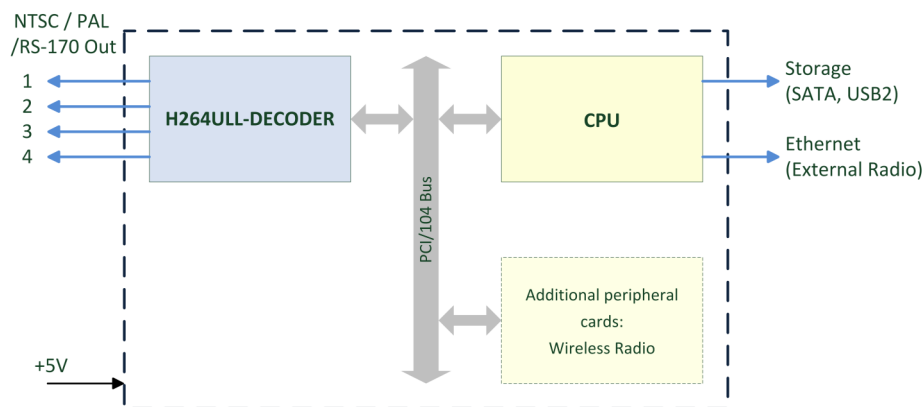 NTSC / PAL
/RS-170 Out
1
2
3
4
H264ULL-DECODER
PCI/104 Bus
CPU
Storage
(SATA, USB2)
Ethernet
(External Radio)
Additional peripheral
cards:
Wireless Radio
+5V